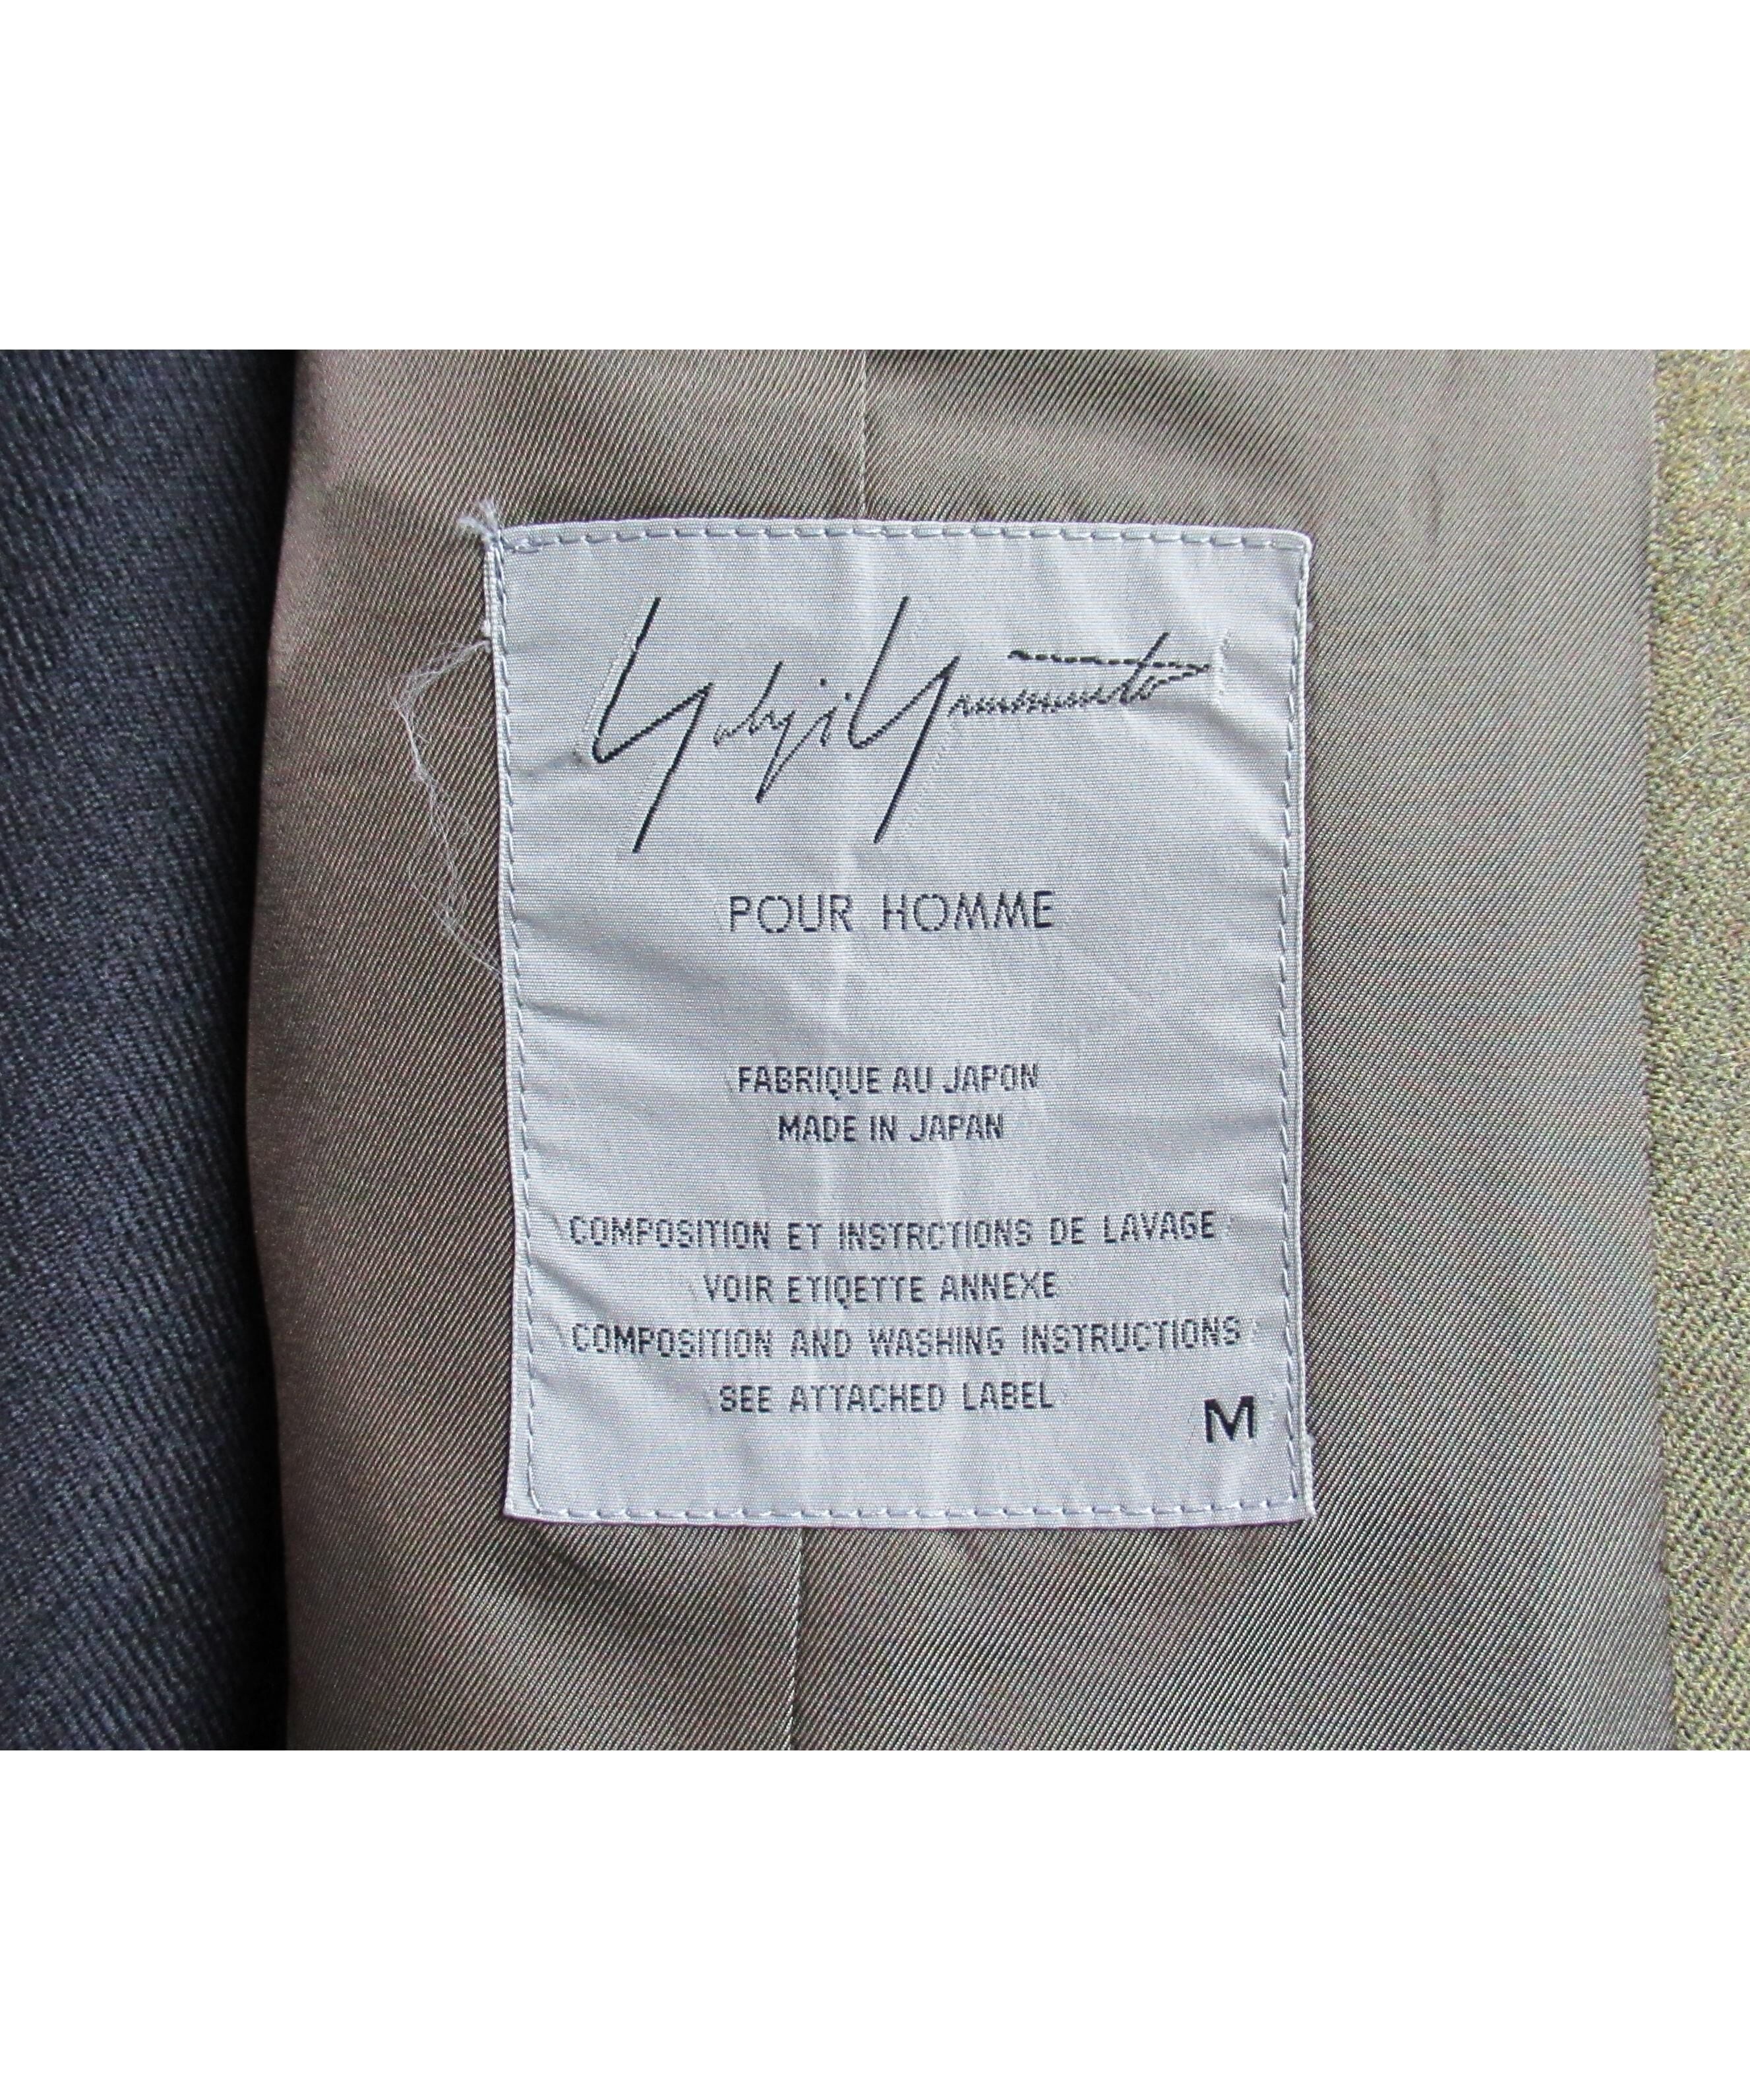 Yohji Yamamoto
POUR HOMME
FABRIQUE AU JAPON
MADE IN JAPAN
COMPOSITION ET INSTRCTIONS DE LAVAGE
VOIR ETIQETTE ANNEXE
COMPOSITION AND WASHING INSTRUCTIONS
SEE ATTACHED LABEL
M